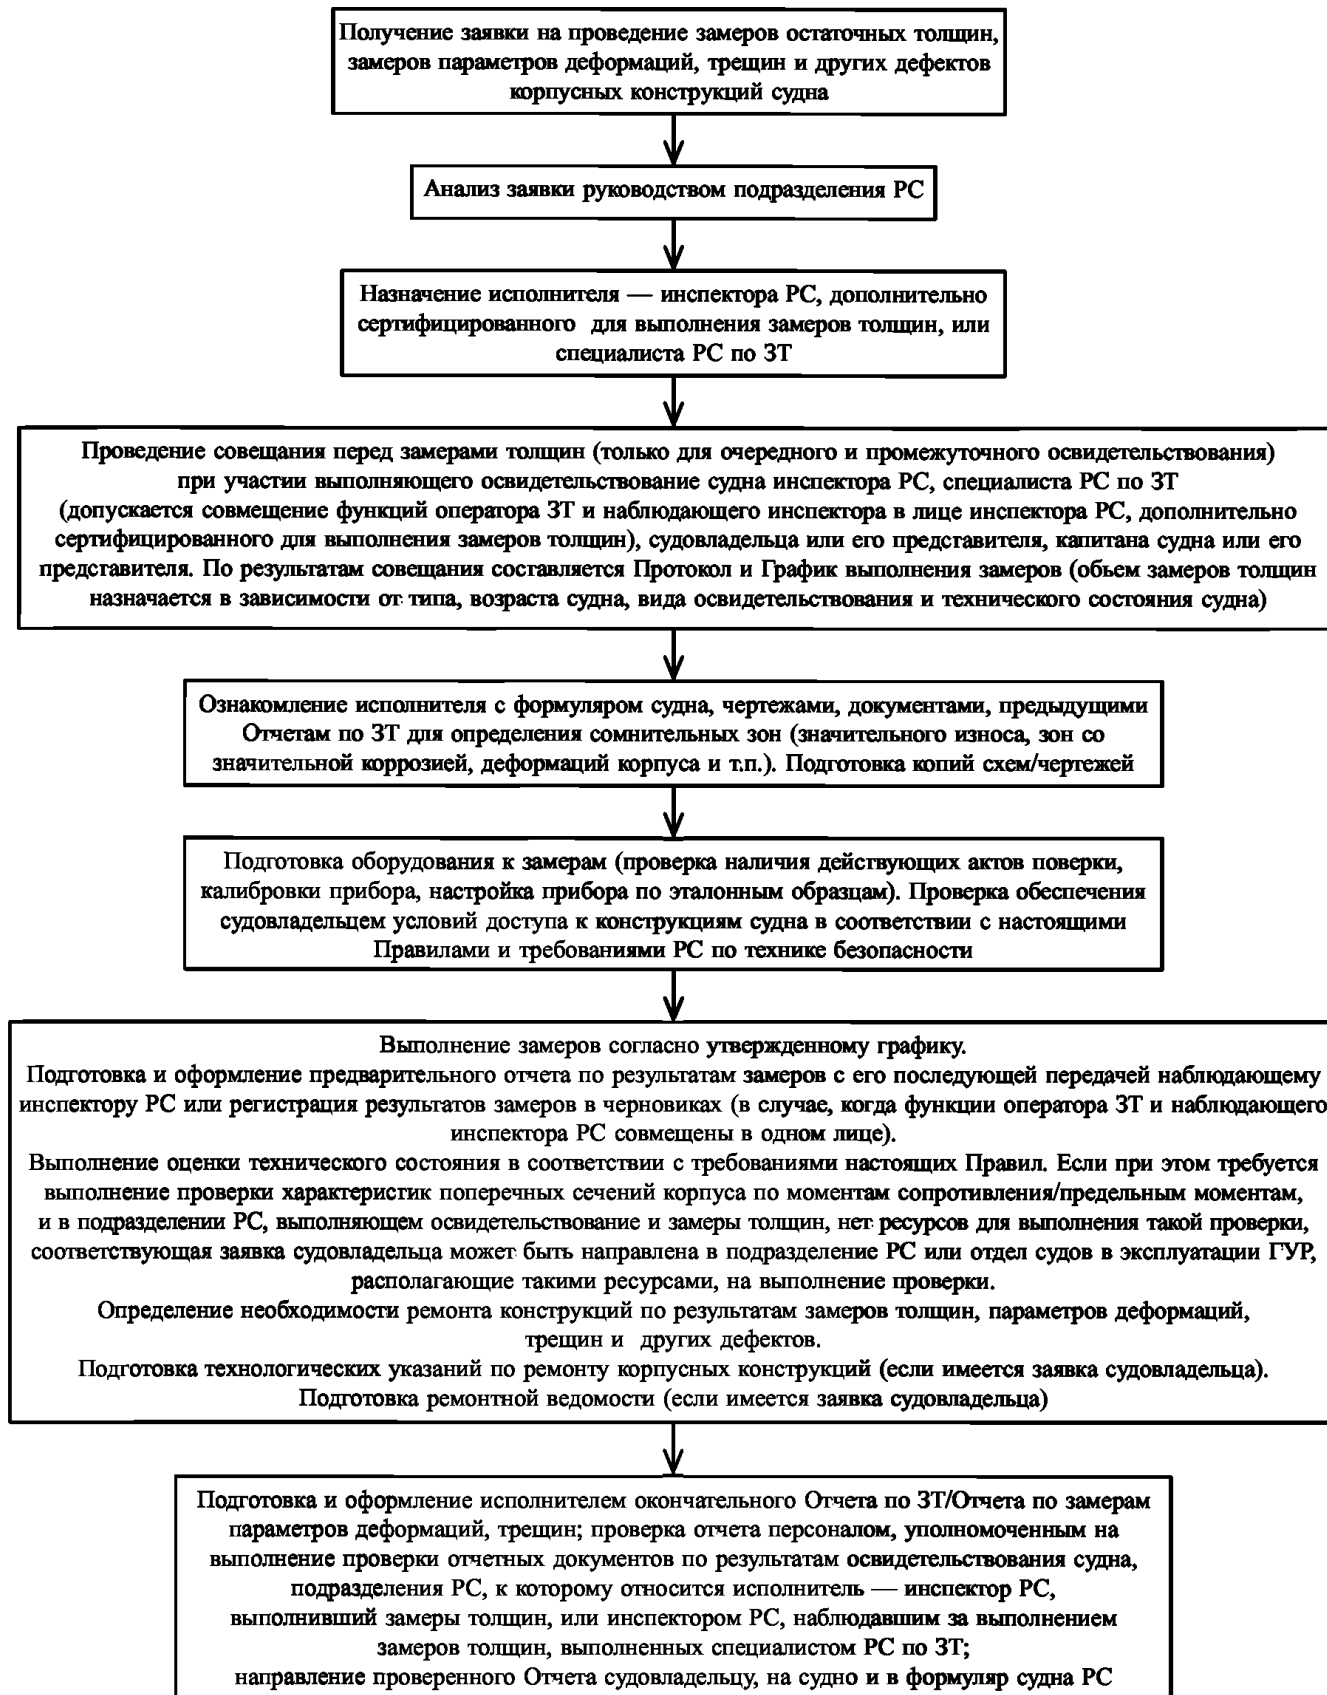 Получение заявки на проведение замеров остаточных толщин,
замеров параметров деформаций, трещин и других дефектов
корпусных конструкций судна
Анализ заявки руководством подразделения РС
Назначение исполнителя — инспектора РС, дополнительно
сертифицированного для выполнения замеров толщин, или
специалиста РС по ЗТ
Проведение совещания перед замерами толщин (только для очередного и промежуточного освидетельствования)
при участии выполняющего освидетельствование судна инспектора РС, специалиста РС по ЗТ
(допускается совмещение функций оператора ЗТ и наблюдающего инспектора в лице инспектора РС, дополнительно
сертифицированного для выполнения замеров толщин), судовладельца или его представителя, капитана судна или его
представителя. По результатам совещания составляется Протокол и График выполнения замеров (обьем замеров толщин
назначается в зависимости от типа, возраста судна, вида освидетельствования и технического состояния судна)
Ознакомление исполнителя с формуляром судна, чертежами, документами, предыдущими
Отчетам по ЗТ для определения сомнительных зон (значительного износа, зон со
значительной коррозией, деформаций корпуса и т.п.). Подготовка копий схем/чертежей
Подготовка оборудования к замерам (проверка наличия действующих актов поверки,
калибровки прибора, настройка прибора по эталонным образцам). Проверка обеспечения
судовладельцем условий доступа к конструкциям судна в соответствии с настоящими
Правилами и требованиями РС по технике безопасности
Выполнение замеров согласно утвержденному графику.
Подготовка и оформление предварительного отчета по результатам замеров с его последующей передачей наблюдающему
инспектору РС или регистрация результатов замеров в черновиках (в случае, когда функции оператора ЗТ и наблюдающего
инспектора РС совмещены в одном лице).
Выполнение оценки технического состояния в соответствии с требованиями настоящих Правил. Если при этом требуется
выполнение проверки характеристик поперечных сечений корпуса по моментам сопротивления/предельным моментам,
и в подразделении РС, выполняющем освидетельствование и замеры толщин, нет ресурсов для выполнения такой проверки,
соответствующая заявка судовладельца может быть направлена в подразделение РС или отдел судов в эксплуатации ГУР,
располагающие такими ресурсами, на выполнение проверки.
Определение необходимости ремонта конструкций по результатам замеров толщин, параметров деформаций,
трещин и других дефектов.
Подготовка технологических указаний по ремонту корпусных конструкций (если имеется заявка судовладельца).
Подготовка ремонтной ведомости (если имеется заявка судовладельца)
Подготовка и оформление исполнителем окончательного Отчета по ЗТ/Отчета по замерам
параметров деформаций, трещин; проверка отчета персоналом, уполномоченным на
выполнение проверки отчетных документов по результатам освидетельствования судна,
подразделения РС, к которому относится исполнитель — инспектор РС,
выполнивший замеры толщин, или инспектором РС, наблюдавшим за выполнением
замеров толщин, выполненных специалистом РС по ЗТ;
направление проверенного Отчета судовладельцу, на судно и в формуляр судна РС